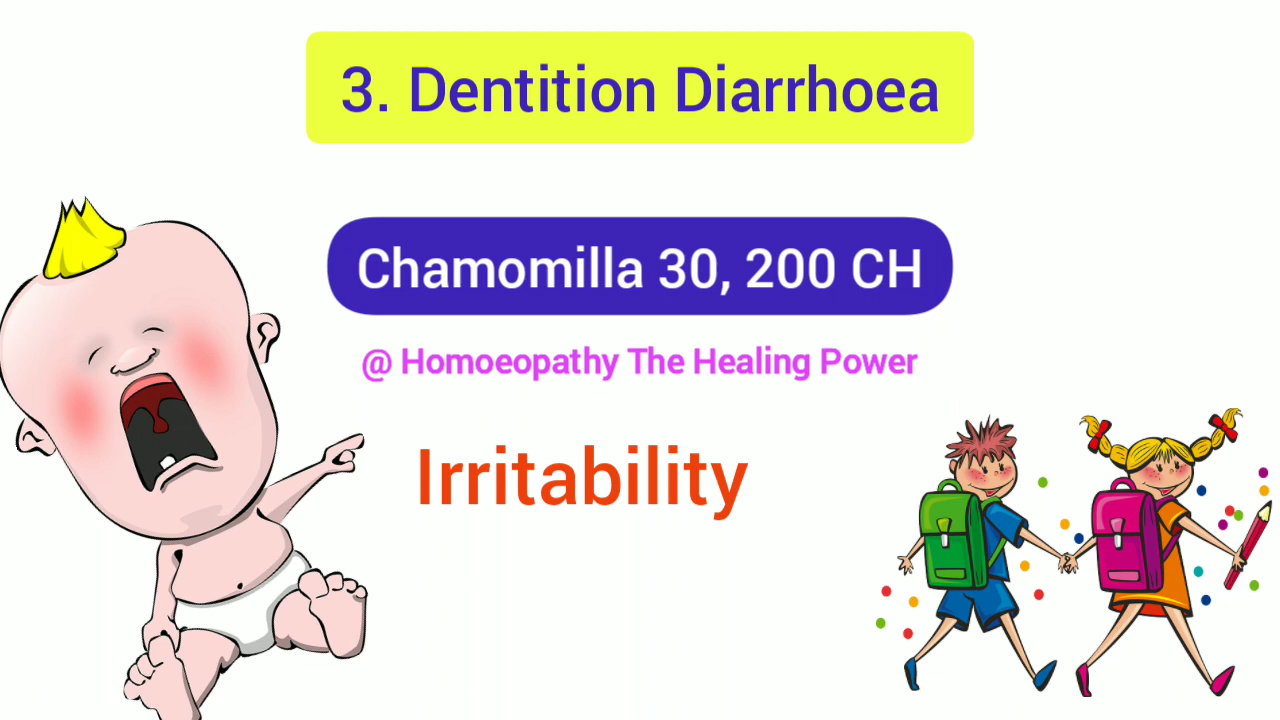 3. Dentition Diarrhoea
Chamomilla 30, 200 CH
@ Homoeopathy The Healing Power
Irritability